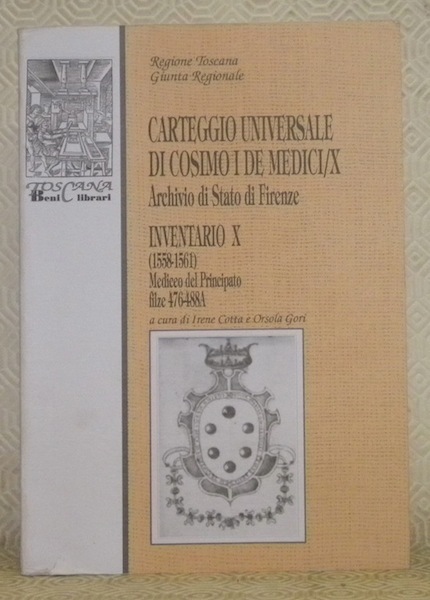 Regione Toscana
Giunta Regionale
CARTEGGIO UNIVERSALE
DI COSIMO I DE MEDICI/X
Archivio di Stato di Firenze
INVENTARIO X
(1558-1561)
Mediceo del Principato
filze 476-488A
a cura di Irene Cotta e Orsola Gori
TOSCANA
Beni librari